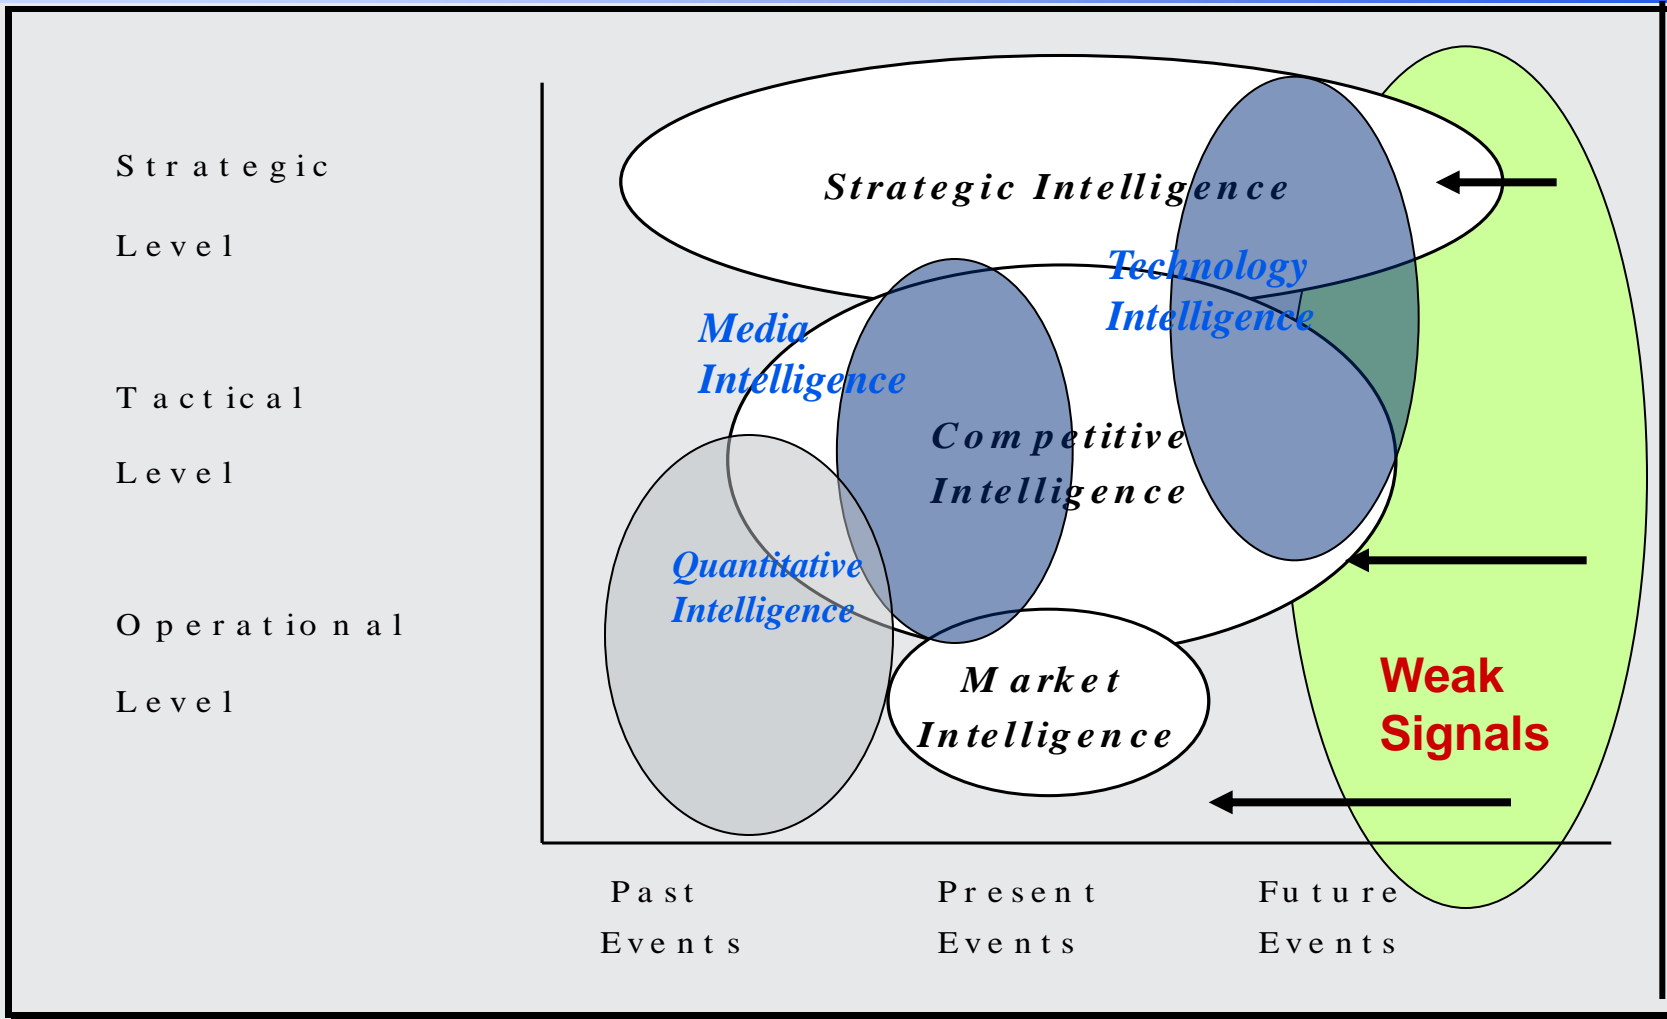 Strategic
Level
Tactical
Level
Operational
Level
Strategic Intelligence
Technology
Intelligence
Media
Intelligence
Competitive
Intelligence
Quantitative
Intelligence
Market
Intelligence
Weak
Signals
Past
Events
Present
Events
Future
Events